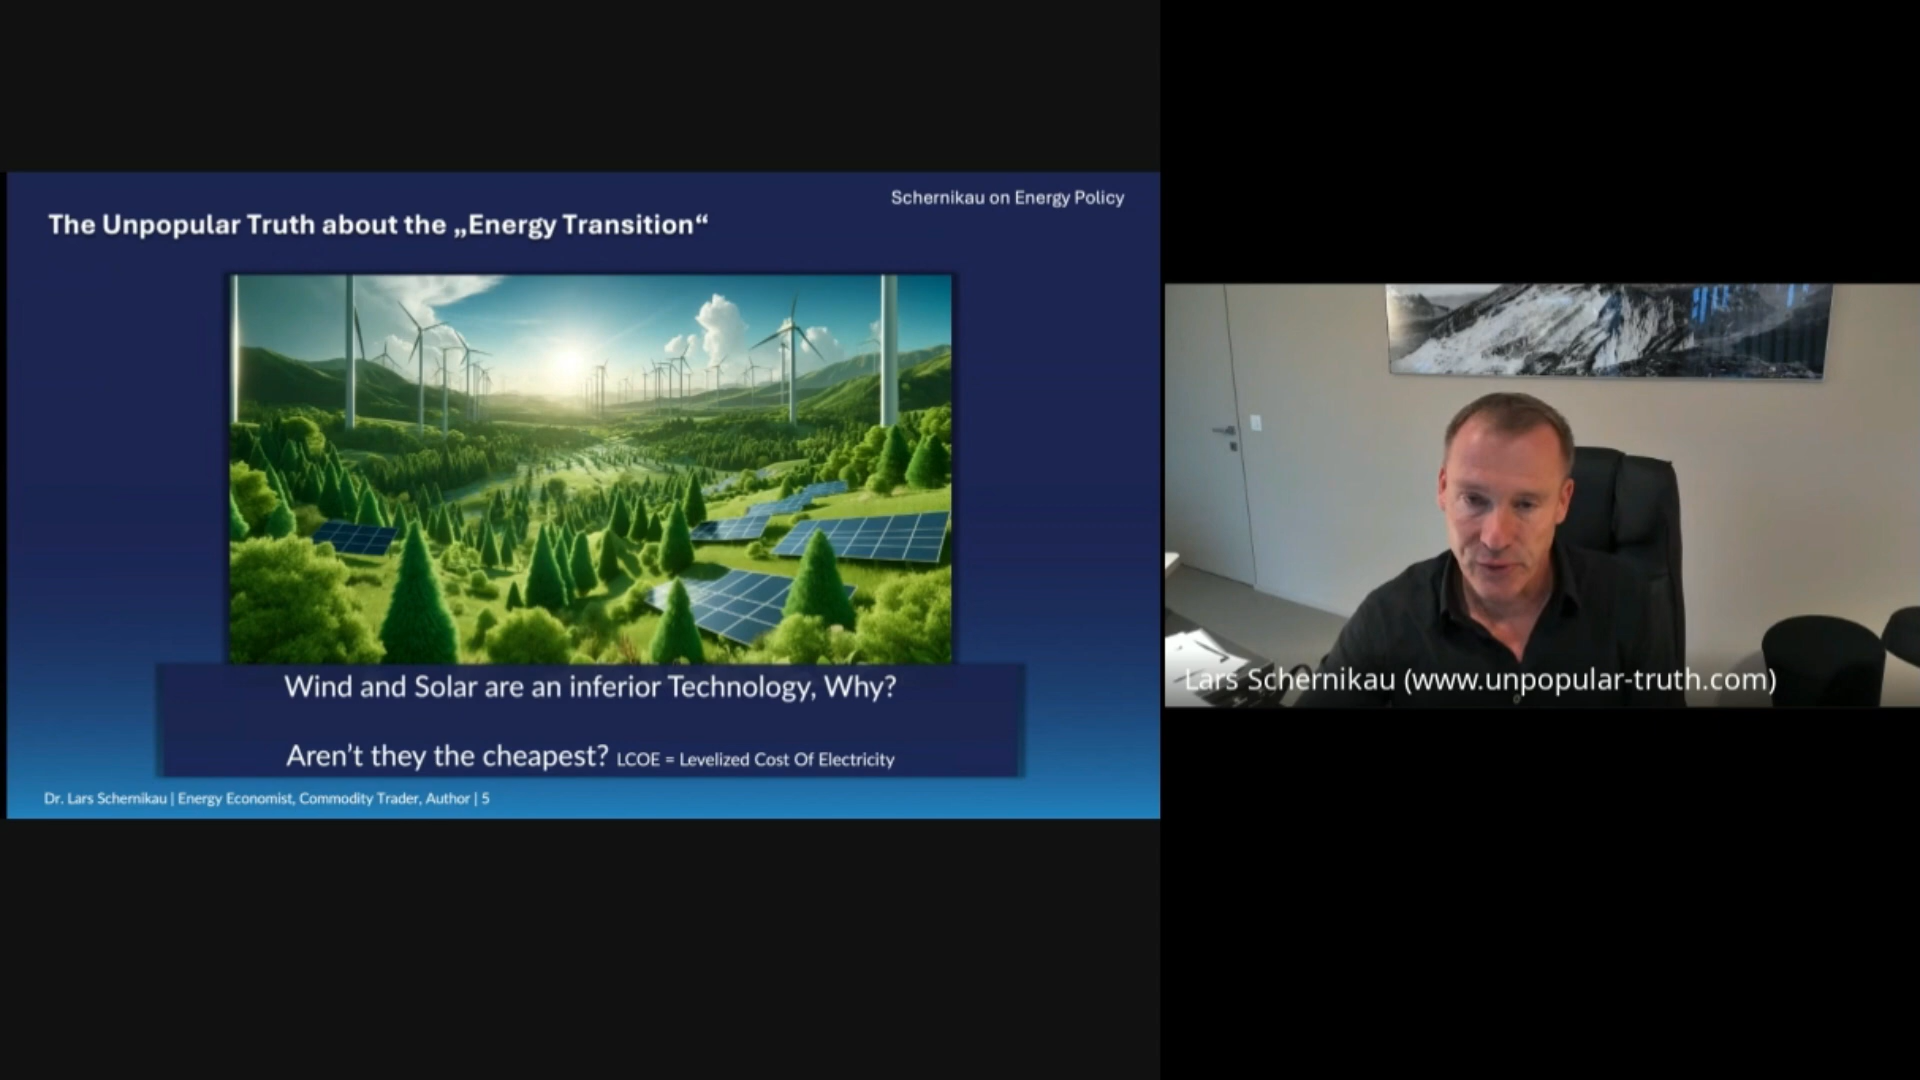 Schernikau on Energy Policy
The Unpopular Truth about the „Energy Transition“
Wind and Solar are an inferior Technology, Why?
Aren’t they the cheapest? LCOE = Levelized Cost Of Electricity
Dr. Lars Schernikau | Energy Economist, Commodity Trader, Author | 5
Lars Schernikau (www.unpopular-truth.com)